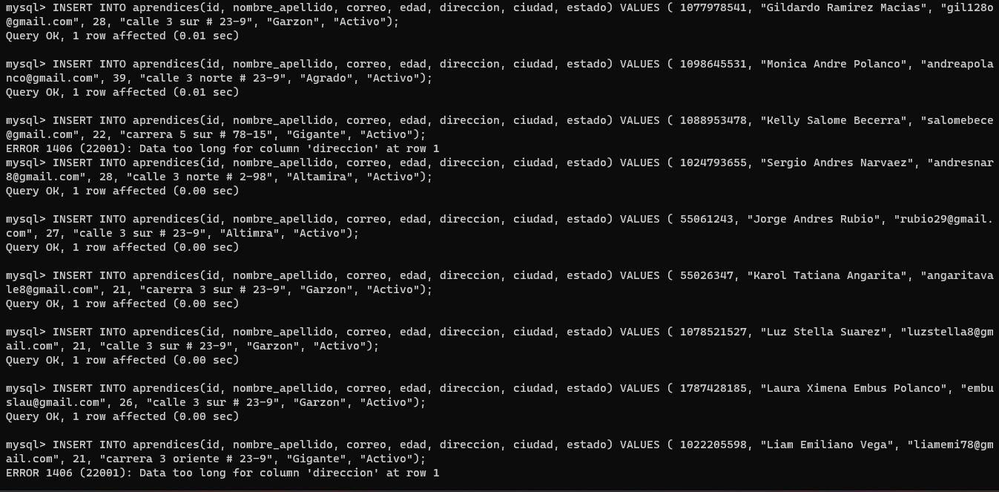 mysql> INSERT INTO aprendices(id, nombre_apellido, correo, edad, direccion, ciudad, estado) VALUES ( 1077978541, "Gildardo Ramirez Macias", "gil128o
@gmail.com", 28, "calle 3 sur # 23-9", "Garzon", "Activo");
Query OK, 1 row affected (0.01 sec)
mysql> INSERT INTO aprendices(id, nombre_apellido, correo, edad, direccion, ciudad, estado) VALUES ( 1098645531, "Monica Andre Polanco", "andreapola
nco@gmail.com", 39, "calle 3 norte # 23-9", "Agrado", "Activo");
Query OK, 1 row affected (0.01 sec)
mysql> INSERT INTO aprendices(id, nombre_apellido, correo, edad, direccion, ciudad, estado) VALUES ( 1088953478, "Kelly Salome Becerra", "salomebece
@gmail.com", 22, "carrera 5 sur # 78-15", "Gigante", "Activo");
ERROR 1406 (22001): Data too long for column 'direccion' at row 1
mysql> INSERT INTO aprendices(id, nombre_apellido, correo, edad, direccion, ciudad, estado) VALUES ( 1024793655, "Sergio Andres Narvaez", "andresnar
8@gmail.com", 28, "calle 3 norte # 2-98", "Altamira", "Activo");
Query OK, 1 row affected (0.00 sec)
mysql> INSERT INTO aprendices(id, nombre_apellido, correo, edad, direccion, ciudad, estado) VALUES ( 55061243, "Jorge Andres Rubio", "rubio29@gmail.
com", 27, "calle 3 sur # 23-9", "Altimra", "Activo");
Query OK, 1 row affected (0.00 sec)
mysql> INSERT INTO aprendices(id, nombre_apellido, correo, edad, direccion, ciudad, estado) VALUES ( 55026347, "Karol Tatiana Angarita", "angaritava
le8@gmail.com", 21, "carerra 3 sur # 23-9", "Garzon", "Activo");
Query OK, 1 row affected (0.00 sec)
mysql> INSERT INTO aprendices(id, nombre_apellido, correo, edad, direccion, ciudad, estado) VALUES ( 1078521527, "Luz Stella Suarez", "luzstella8@gm
ail.com", 21, "calle 3 sur # 23-9", "Garzon", "Activo");
Query OK, 1 row affected (0.00 sec)
mysql> INSERT INTO aprendices(id, nombre_apellido, correo, edad, direccion, ciudad, estado) VALUES ( 1787428185, "Laura Ximena Embus Polanco", "embu
slau@gmail.com", 26, "calle 3 sur # 23-9", "Garzon", "Activo");
Query OK, 1 row affected (0.00 sec)
mysql> INSERT INTO aprendices(id, nombre_apellido, correo, edad, direccion, ciudad, estado) VALUES ( 1022205598, "Liam Emiliano Vega", "liamemi78@gm
ail.com", 21, "carrera 3 oriente # 23-9", "Gigante", "Activo");
ERROR 1406 (22001): Data too long for column 'direccion' at row 1